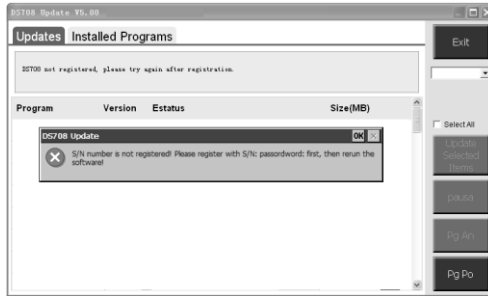 DS708 Update V5.00
Updates Installed Programs
Exit
DS700 not registered, please try again after registration.
Program Version Estatus Size(MB)
Select All
DS708 Update OK
S/N number is not registered! Please register with S/N: passordword: first, then rerun the
software!
Update
Selected
Items
pausa
Pg An
Pg Po